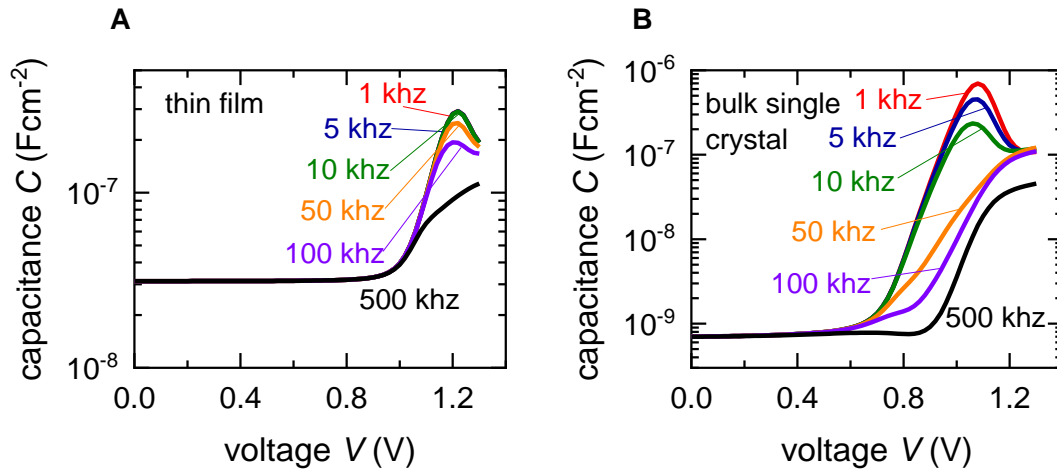 A
B
capacitance C (Fcm⁻²)
10⁻⁷
10⁻⁸
thin film
1 khz
5 khz
10 khz
50 khz
100 khz
500 khz
0.0 0.4 0.8 1.2
voltage V (V)
capacitance C (Fcm⁻²)
10⁻⁶
10⁻⁷
10⁻⁸
10⁻⁹
bulk single
crystal
1 khz
5 khz
10 khz
50 khz
100 khz
500 khz
0.0 0.4 0.8 1.2
voltage V (V)